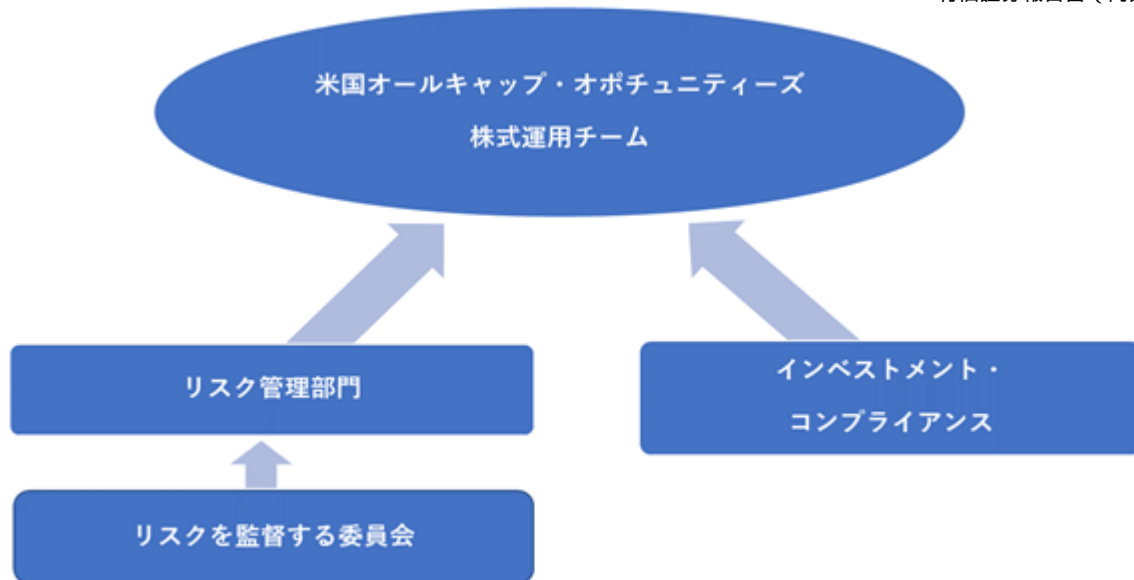 米国オールキャップ・オポチュニティーズ
株式運用チーム
リスク管理部門
インベストメント・
コンプライアンス
リスクを監督する委員会